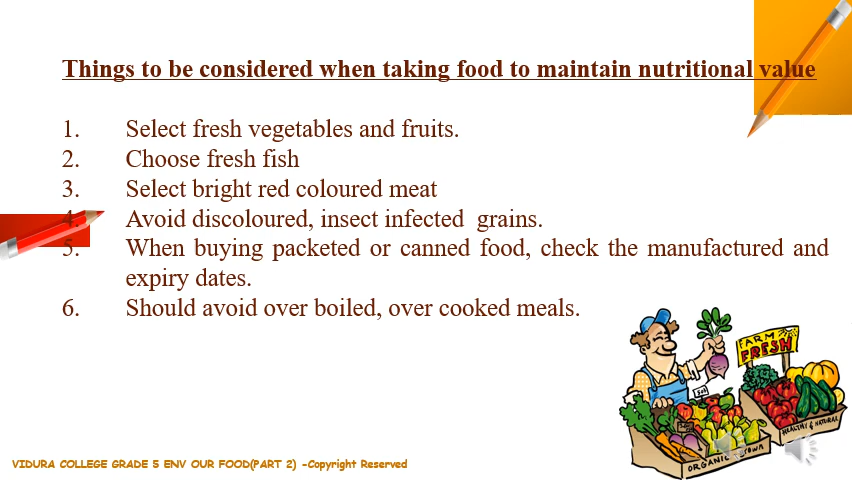 Things to be considered when taking food to maintain nutritional value
1. Select fresh vegetables and fruits.
2. Choose fresh fish
3. Select bright red coloured meat
4. Avoid discoloured, insect infected grains.
5. When buying packeted or canned food, check the manufactured and
expiry dates.
6. Should avoid over boiled, over cooked meals.
FARM
FRESH
HEALTHY & NATURAL
ORGANIC
VIDURA COLLEGE GRADE 5 ENV OUR FOOD(PART 2) -Copyright Reserved